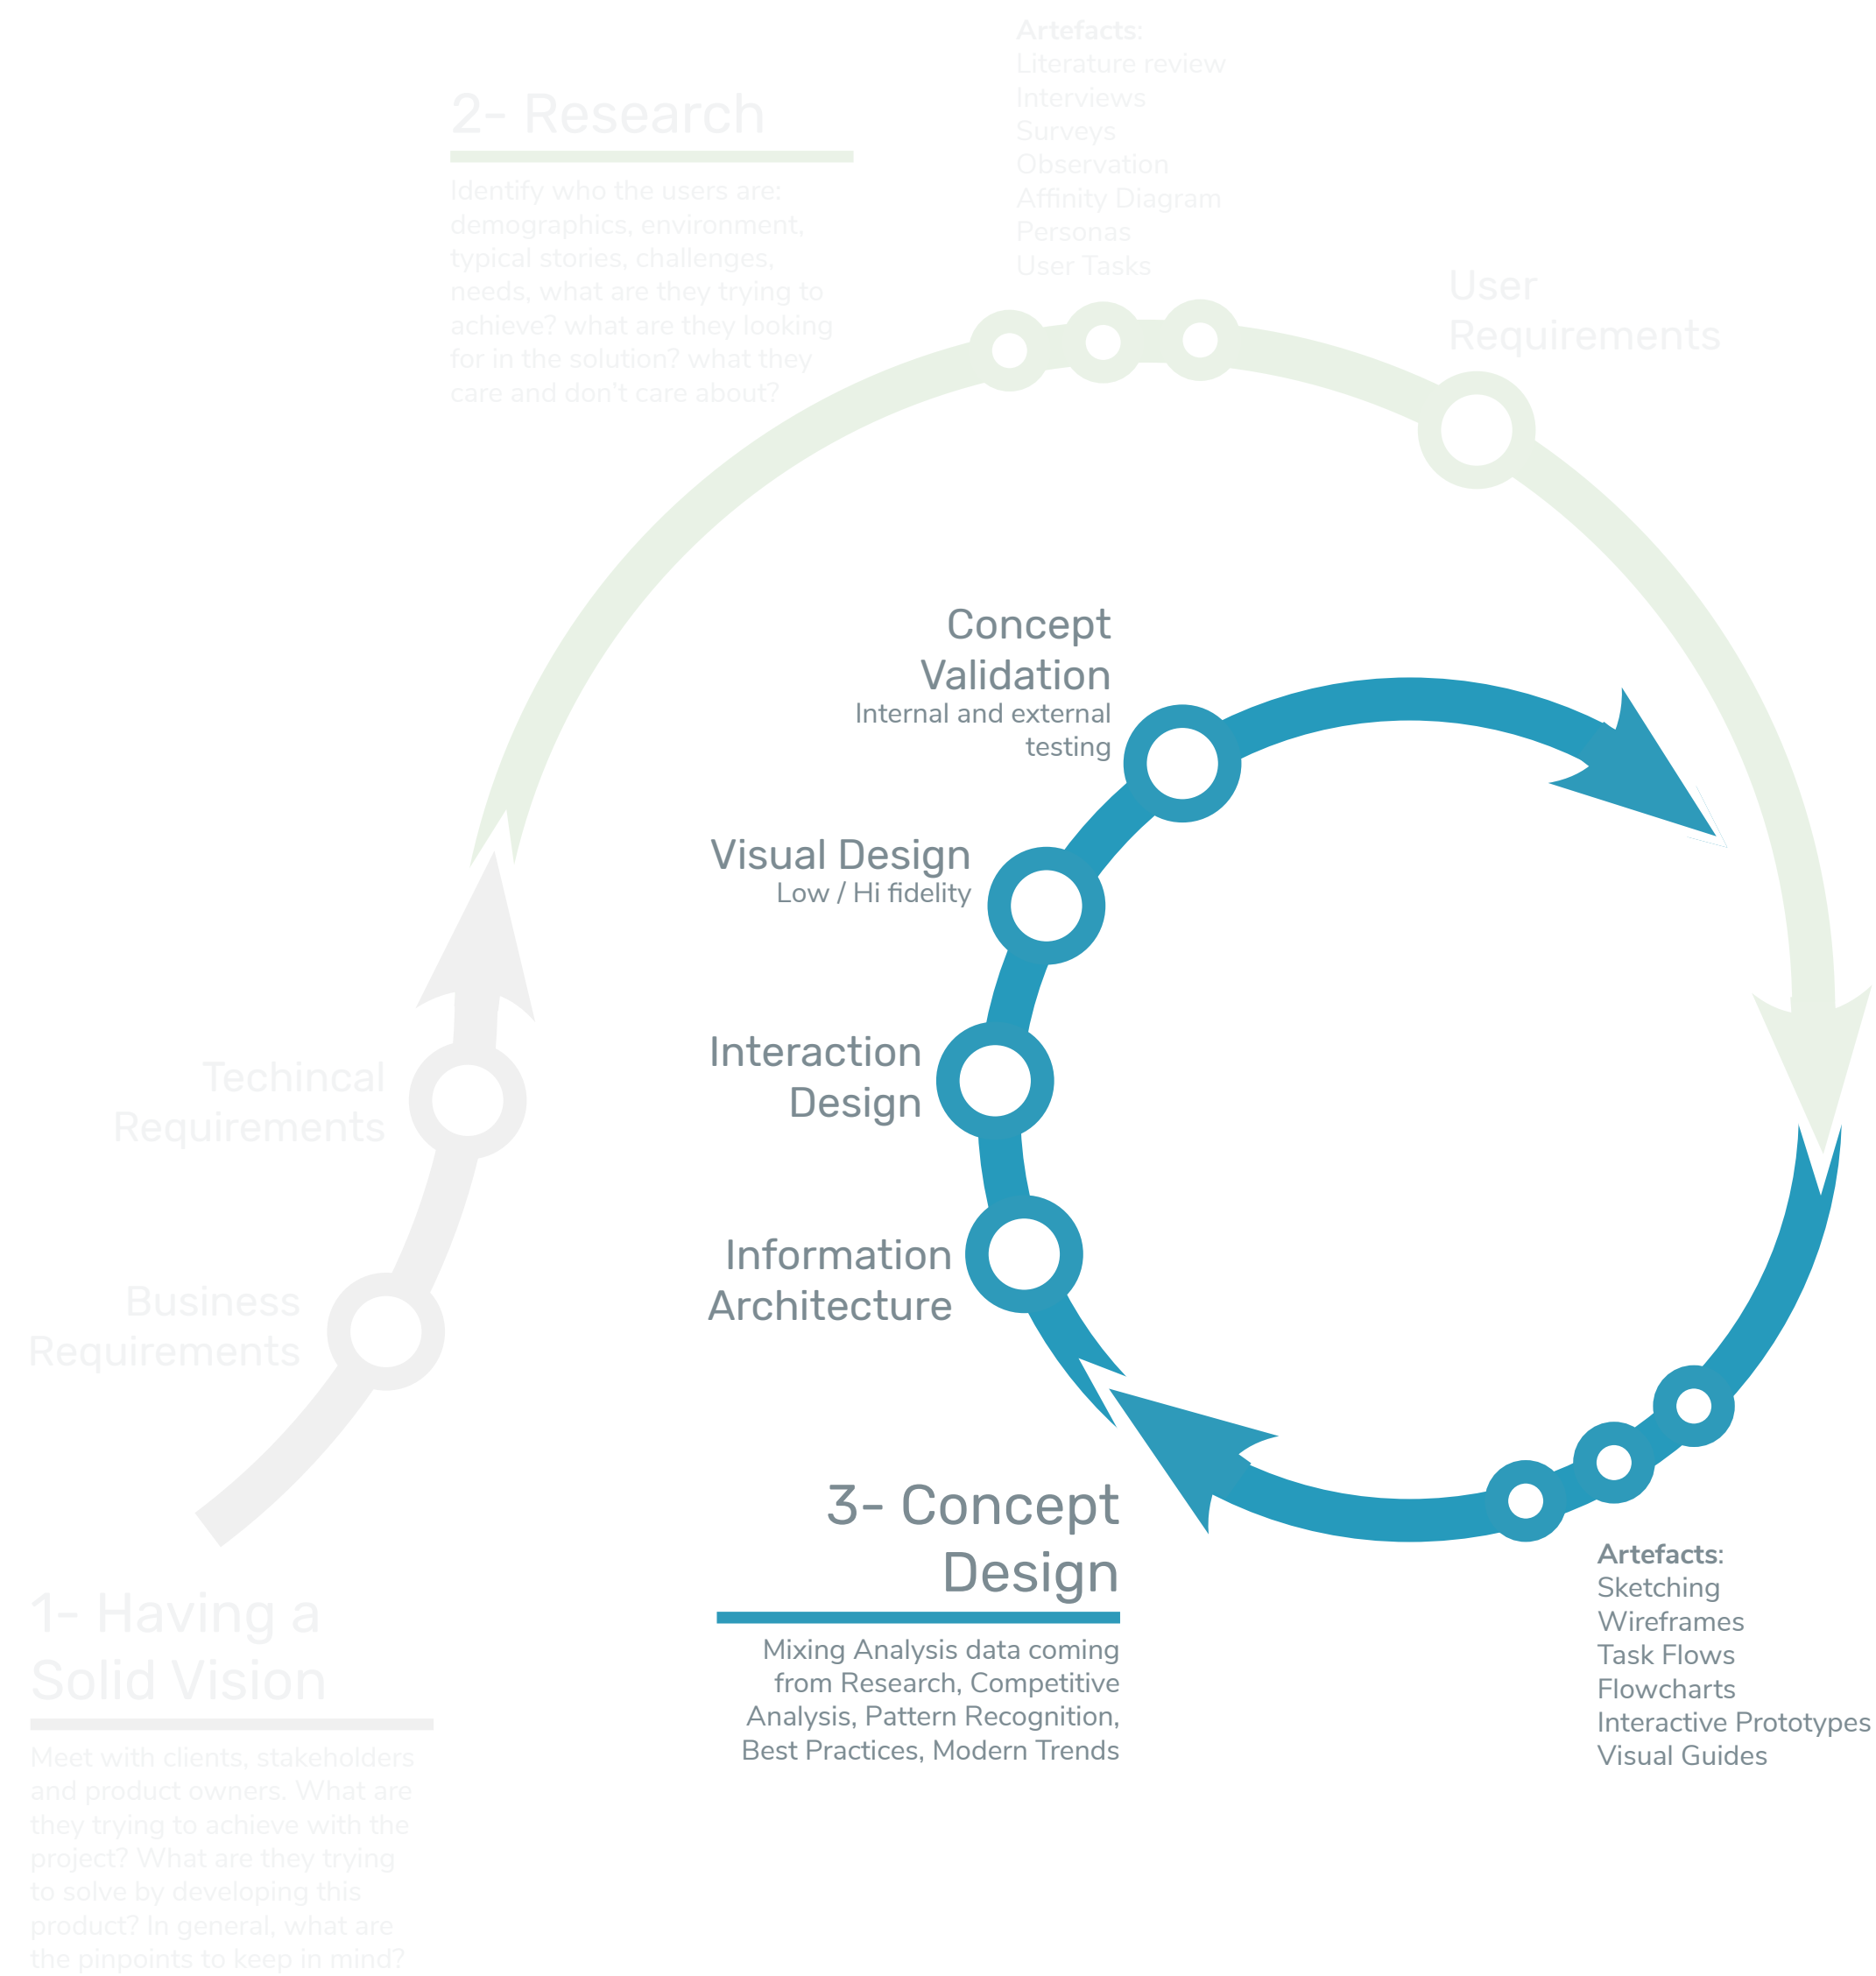 Artefacts:
Literature review
Interviews
Surveys
Observation
Affinity Diagram
Personas
User Tasks
2- Research
Identify who the users are:
demographics, environment,
typical stories, challenges,
needs, what are they trying to
achieve? what are they looking
for in the solution? what they
care and don't care about?
User
Requirements
Concept
Validation
Internal and external
testing
Visual Design
Low / Hi fidelity
Interaction
Design
Techincal
Requirements
Information
Architecture
Business
Requirements
3- Concept
Design
Mixing Analysis data coming
from Research, Competitive
Analysis, Pattern Recognition,
Best Practices, Modern Trends
Artefacts:
Sketching
Wireframes
Task Flows
Flowcharts
Interactive Prototypes
Visual Guides
1- Having a
Solid Vision
Meet with clients, stakeholders
and product owners. What are
they trying to achieve with the
project? What are they trying
to solve by developing this
product? In general, what are
the pinpoints to keep in mind?